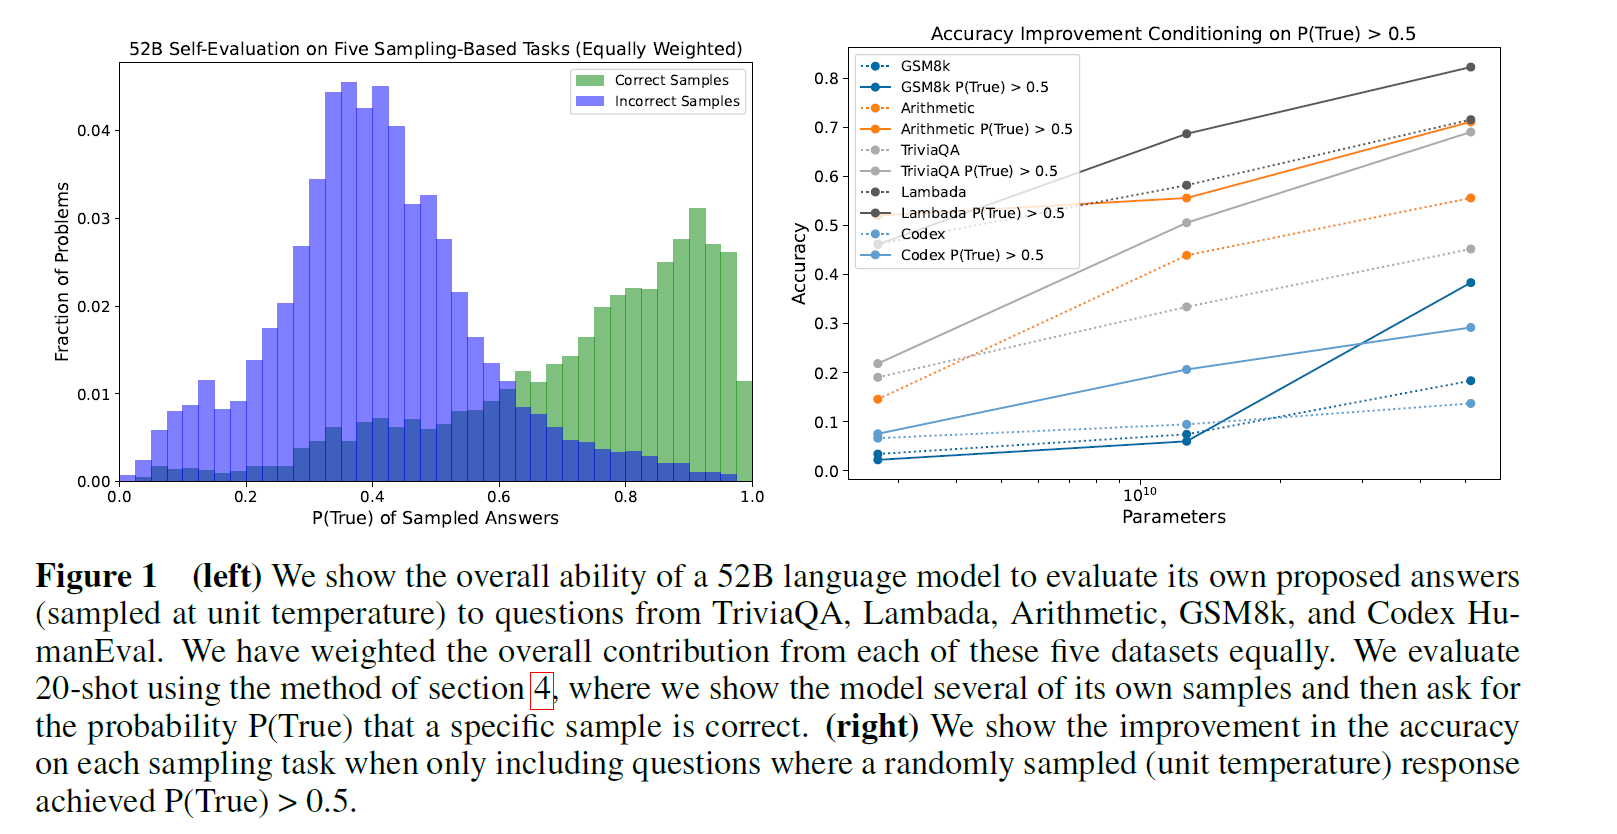 52B Self-Evaluation on Five Sampling-Based Tasks (Equally Weighted)
Correct Samples
Incorrect Samples
Fraction of Problems
0.04
0.03
0.02
0.01
0.00
0.0
0.2
0.4
0.6
0.8
1.0
P(True) of Sampled Answers
Accuracy Improvement Conditioning on P(True) > 0.5
GSM8k
GSM8k P(True) > 0.5
Arithmetic
Arithmetic P(True) > 0.5
TriviaQA
TriviaQA P(True) > 0.5
Lambada
Lambada P(True) > 0.5
Codex
Codex P(True) > 0.5
Accuracy
0.8
0.7
0.6
0.5
0.4
0.3
0.2
0.1
0.0
10^10
Parameters
Figure 1 (left) We show the overall ability of a 52B language model to evaluate its own proposed answers
(sampled at unit temperature) to questions from TriviaQA, Lambada, Arithmetic, GSM8k, and Codex Hu-
manEval. We have weighted the overall contribution from each of these five datasets equally. We evaluate
20-shot using the method of section 4, where we show the model several of its own samples and then ask for
the probability P(True) that a specific sample is correct. (right) We show the improvement in the accuracy
on each sampling task when only including questions where a randomly sampled (unit temperature) response
achieved P(True) > 0.5.